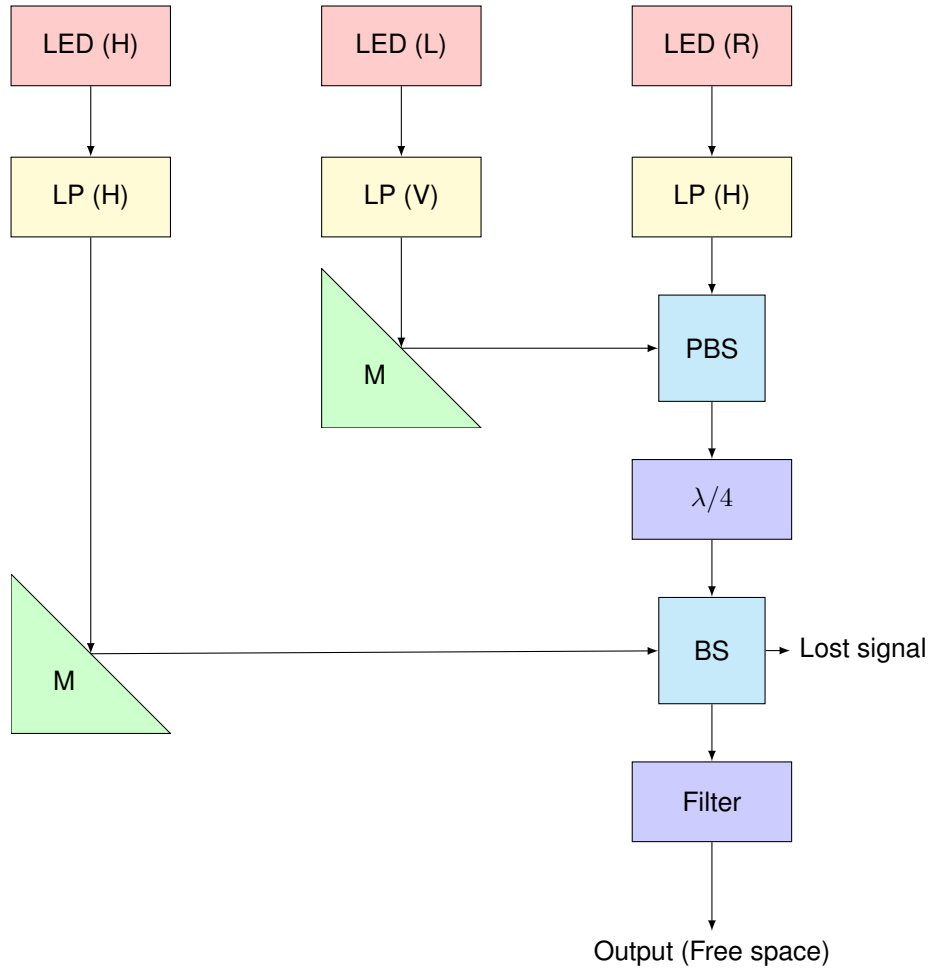 LED (H)
LED (L)
LED (R)
LP (H)
LP (V)
LP (H)
PBS
M
λ/4
BS
Lost signal
M
Filter
Output (Free space)